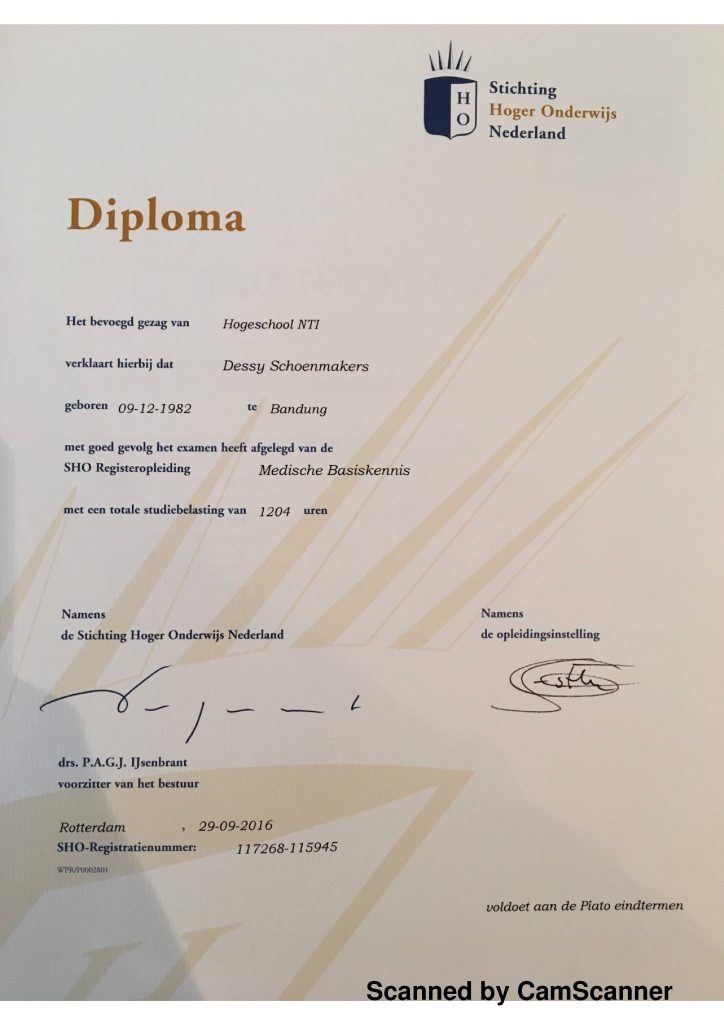 H
O
Stichting
Hoger Onderwijs
Nederland
Diploma
Het bevoegd gezag van Hogeschool NTI
verklaart hierbij dat Dessy Schoenmakers
geboren 09-12-1982 te Bandung
met goed gevolg het examen heeft afgelegd van de
SHO Registeropleiding Medische Basiskennis
met een totale studiebelasting van 1204 uren
Namens
de Stichting Hoger Onderwijs Nederland
Namens
de opleidingsinstelling
drs. P.A.G.J. IJsenbrant
voorzitter van het bestuur
Rotterdam , 29-09-2016
SHO-Registratienummer: 117268-115945
WPR/P0002801
voldoet aan de Plato eindtermen
Scanned by CamScanner